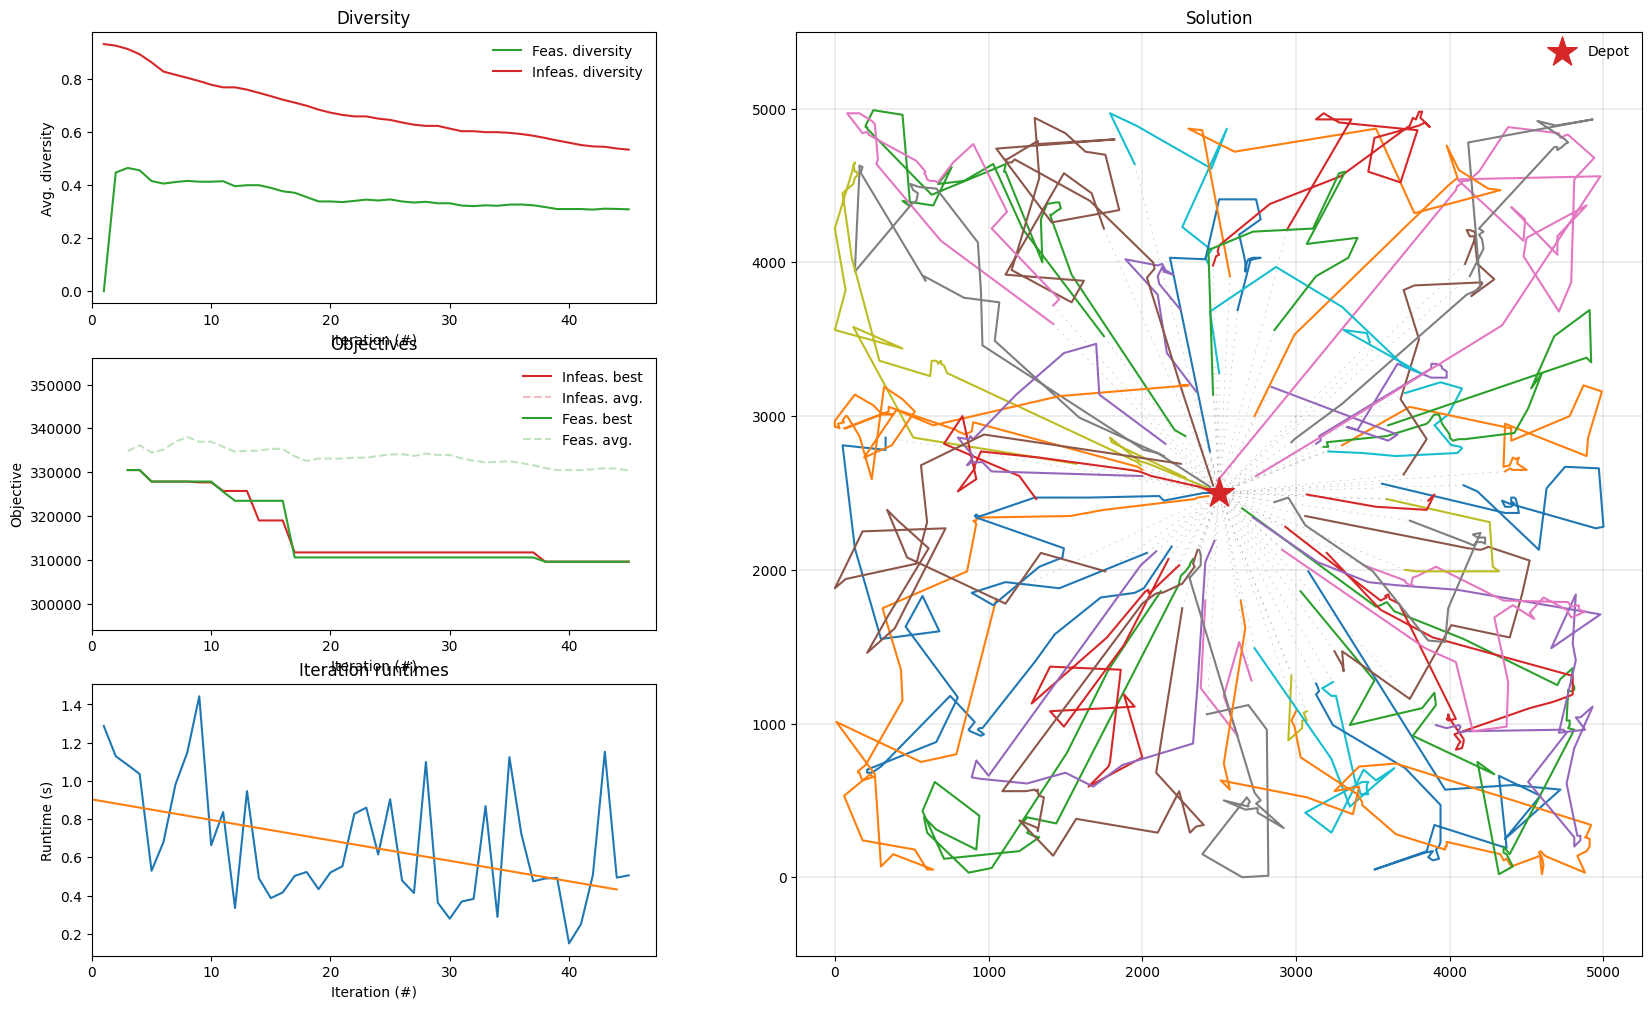 Diversity
Feas. diversity
Infeas. diversity
Avg. diversity
0.8
0.6
0.4
0.2
0.0
0 10 20 30 40
Iteration (#)
Objectives
Infeas. best
Infeas. avg.
Feas. best
Feas. avg.
Objective
350000
340000
330000
320000
310000
300000
0 10 20 30 40
Iteration (#)
Iteration runtimes
Runtime (s)
1.4
1.2
1.0
0.8
0.6
0.4
0.2
0 10 20 30 40
Iteration (#)
Solution
Depot
5000
4000
3000
2000
1000
0
0 1000 2000 3000 4000 5000